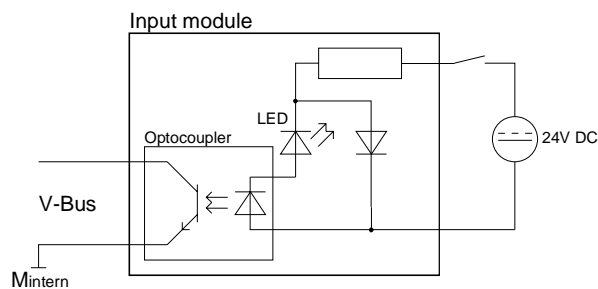 Input module
LED
Optocoupler
24V DC
V-Bus
Mintern